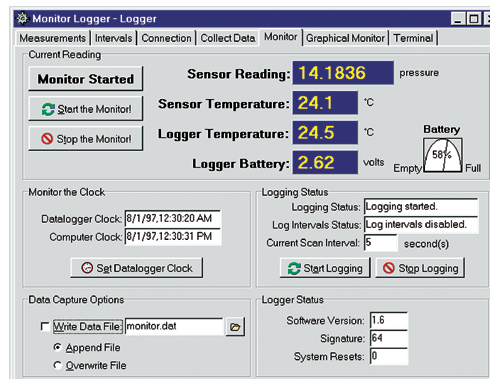 Monitor Logger - Logger
Measurements Intervals Connection Collect Data Monitor Graphical Monitor Terminal
Current Reading
Monitor Started
Start the Monitor!
Stop the Monitor!
Sensor Reading: 14.1836 pressure
Sensor Temperature: 24.1 °C
Logger Temperature: 24.5 °C
Logger Battery: 2.62 volts
Battery
58%
Empty Full
Monitor the Clock
Datalogger Clock: 8/1/97,12:30:20 AM
Computer Clock: 8/1/97,12:30:31 PM
Set Datalogger Clock
Logging Status
Logging Status: Logging started.
Log Intervals Status: Log intervals disabled.
Current Scan Interval: 5 second(s)
Start Logging Stop Logging
Data Capture Options
Write Data File: monitor.dat
Append File
Overwrite File
Logger Status
Software Version: 1.6
Signature: 64
System Resets: 0